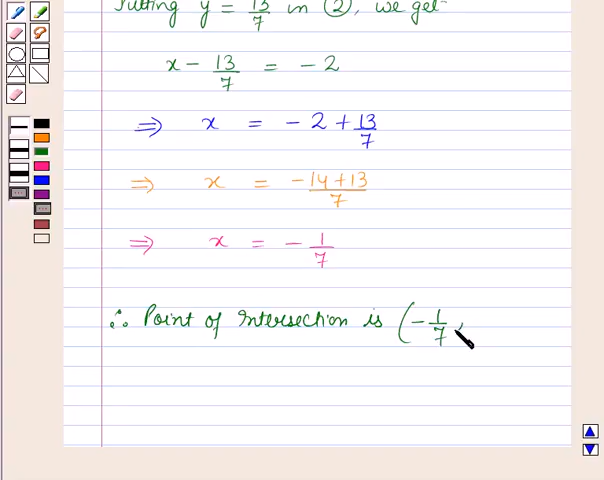 Putting y = 13/7 in ②, we get
x - 13/7 = - 2
⇒ x = - 2 + 13/7
⇒ x = -14+13/7
⇒ x = - 1/7
∴ Point of intersection is (-1/7,